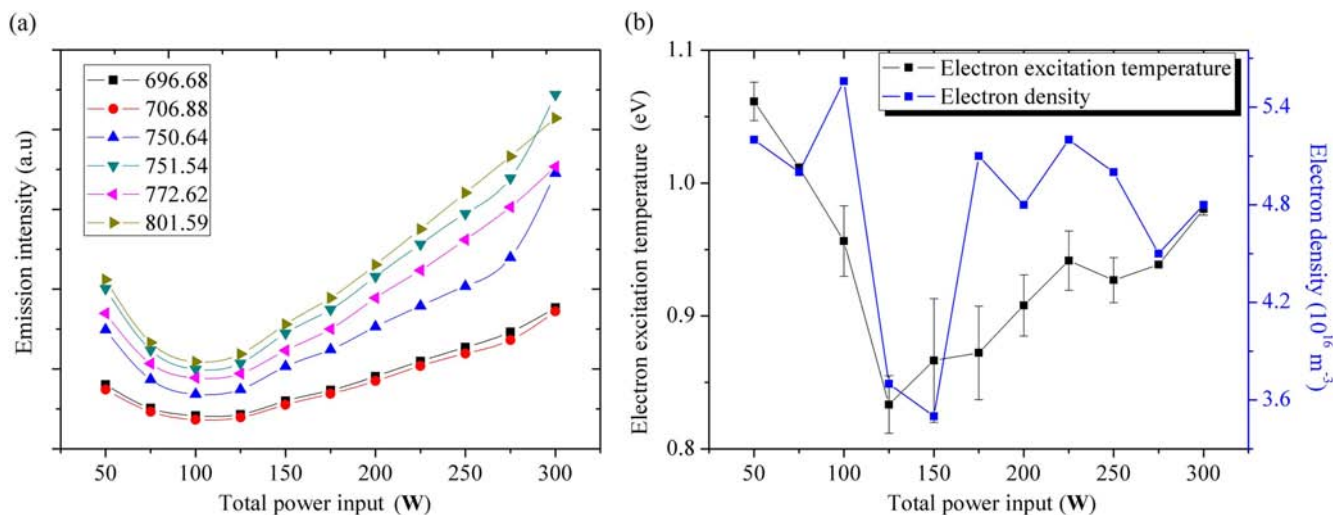 (a)
Emission intensity (a.u)
696.68
706.88
750.64
751.54
772.62
801.59
50 100 150 200 250 300
Total power input (W)
(b)
Electron excitation temperature (eV)
1.1
1.0
0.9
0.8
Electron excitation temperature
Electron density
5.4
4.8
4.2
3.6
Electron density (10¹⁶ m⁻³)
50 100 150 200 250 300
Total power input (W)